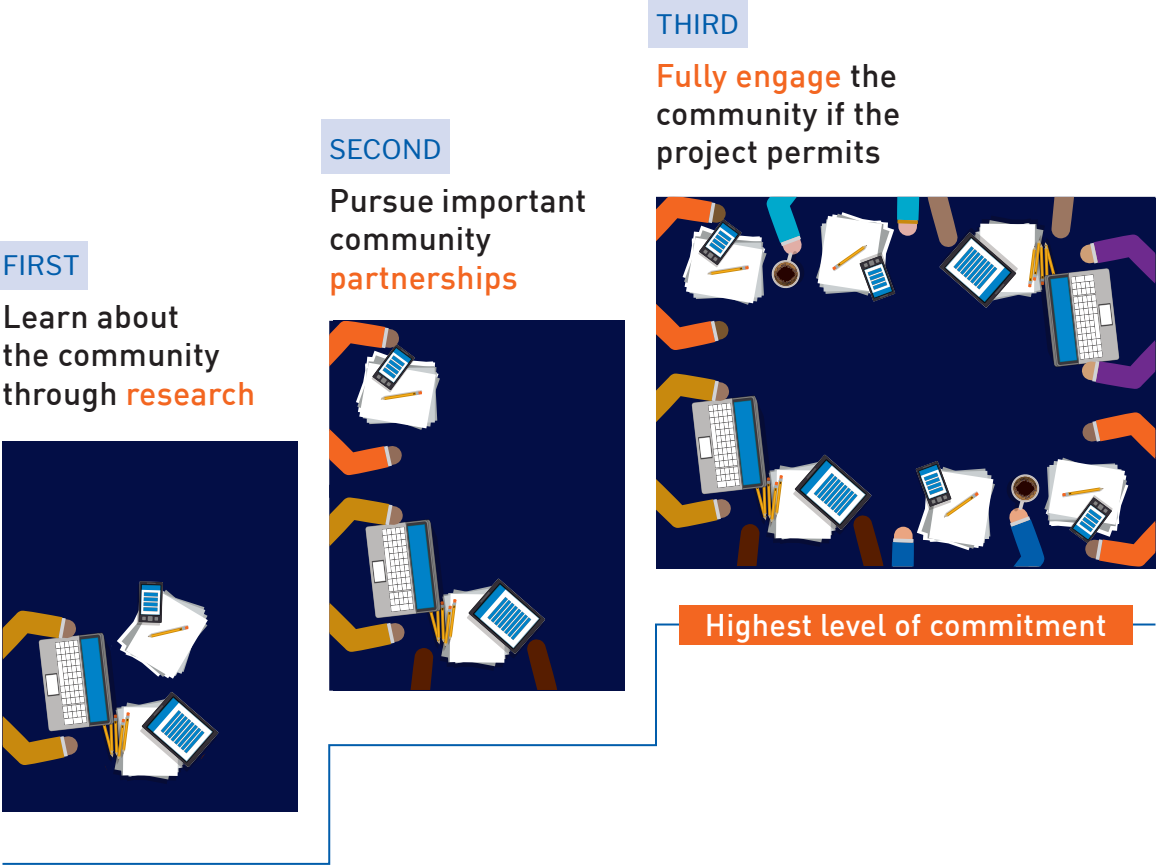 FIRST
Learn about
the community
through research
SECOND
Pursue important
community
partnerships
THIRD
Fully engage the
community if the
project permits
Highest level of commitment